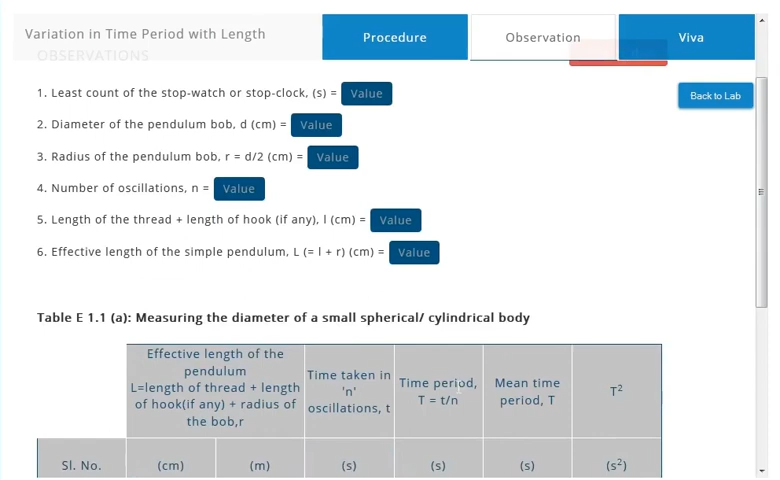 Variation in Time Period with Length
Procedure
Observation
Viva
OBSERVATIONS
Back to Lab
1. Least count of the stop-watch or stop-clock, (s) = Value
2. Diameter of the pendulum bob, d (cm) = Value
3. Radius of the pendulum bob, r = d/2 (cm) = Value
4. Number of oscillations, n = Value
5. Length of the thread + length of hook (if any), l (cm) = Value
6. Effective length of the simple pendulum, L (= l + r) (cm) = Value
Table E 1.1 (a): Measuring the diameter of a small spherical/ cylindrical body
Effective length of the
pendulum
L=length of thread + length
of hook(if any) + radius of
the bob,r
Time taken in
'n'
oscillations, t
Time period,
T = t/n
Mean time
period, T
T²
Sl. No. (cm) (m) (s) (s) (s) (s²)